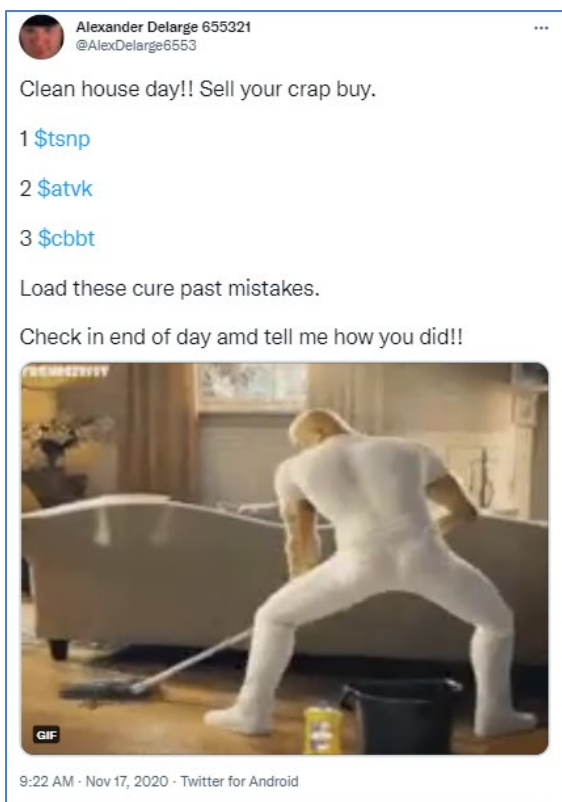 Alexander Delarge 655321
@AlexDelarge6553
Clean house day!! Sell your crap buy.
1 $tsnp
2 $atvk
3 $cbbt
Load these cure past mistakes.
Check in end of day amd tell me how you did!!
GIF
9:22 AM · Nov 17, 2020 · Twitter for Android